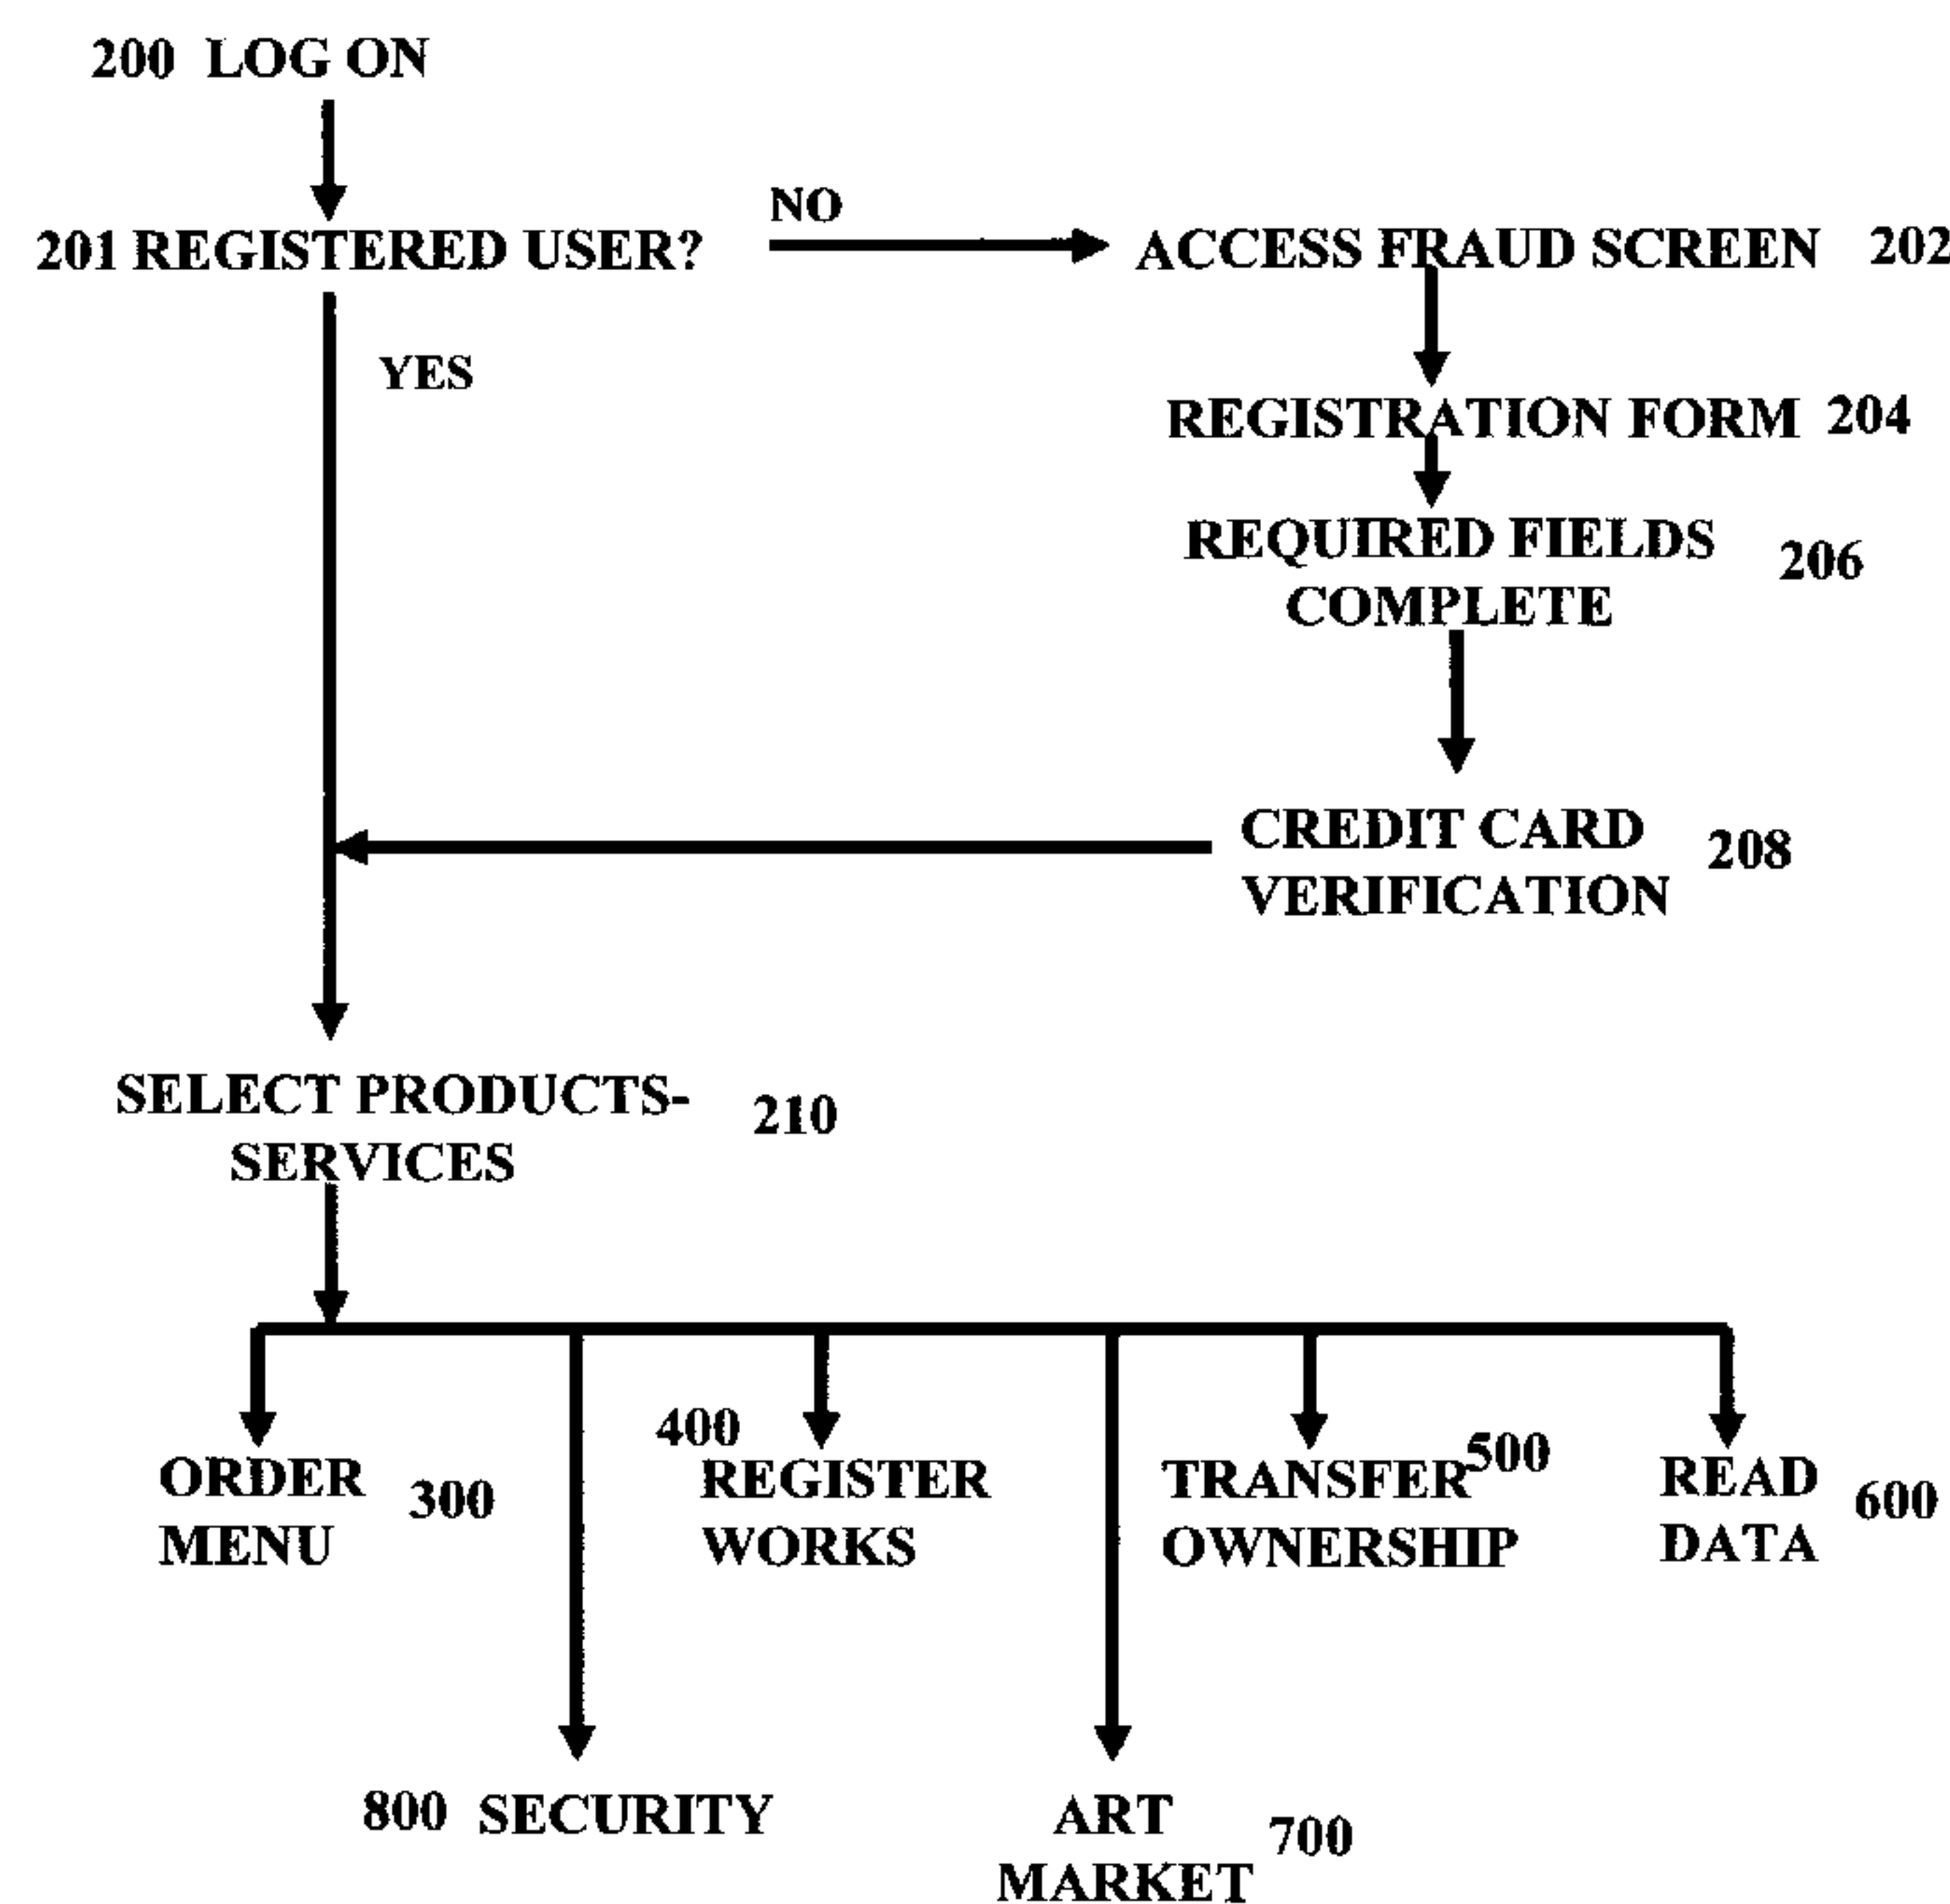 200 LOG ON
NO
201 REGISTERED USER?
ACCESS FRAUD SCREEN 202
YES
REGISTRATION FORM 204
REQUIRED FIELDS
COMPLETE
206
CREDIT CARD
VERIFICATION
208
SELECT PRODUCTS-
SERVICES
210
ORDER
MENU
300
400
REGISTER
WORKS
TRANSFER
OWNERSHIP
500
READ
DATA
600
800 SECURITY
ART
MARKET
700